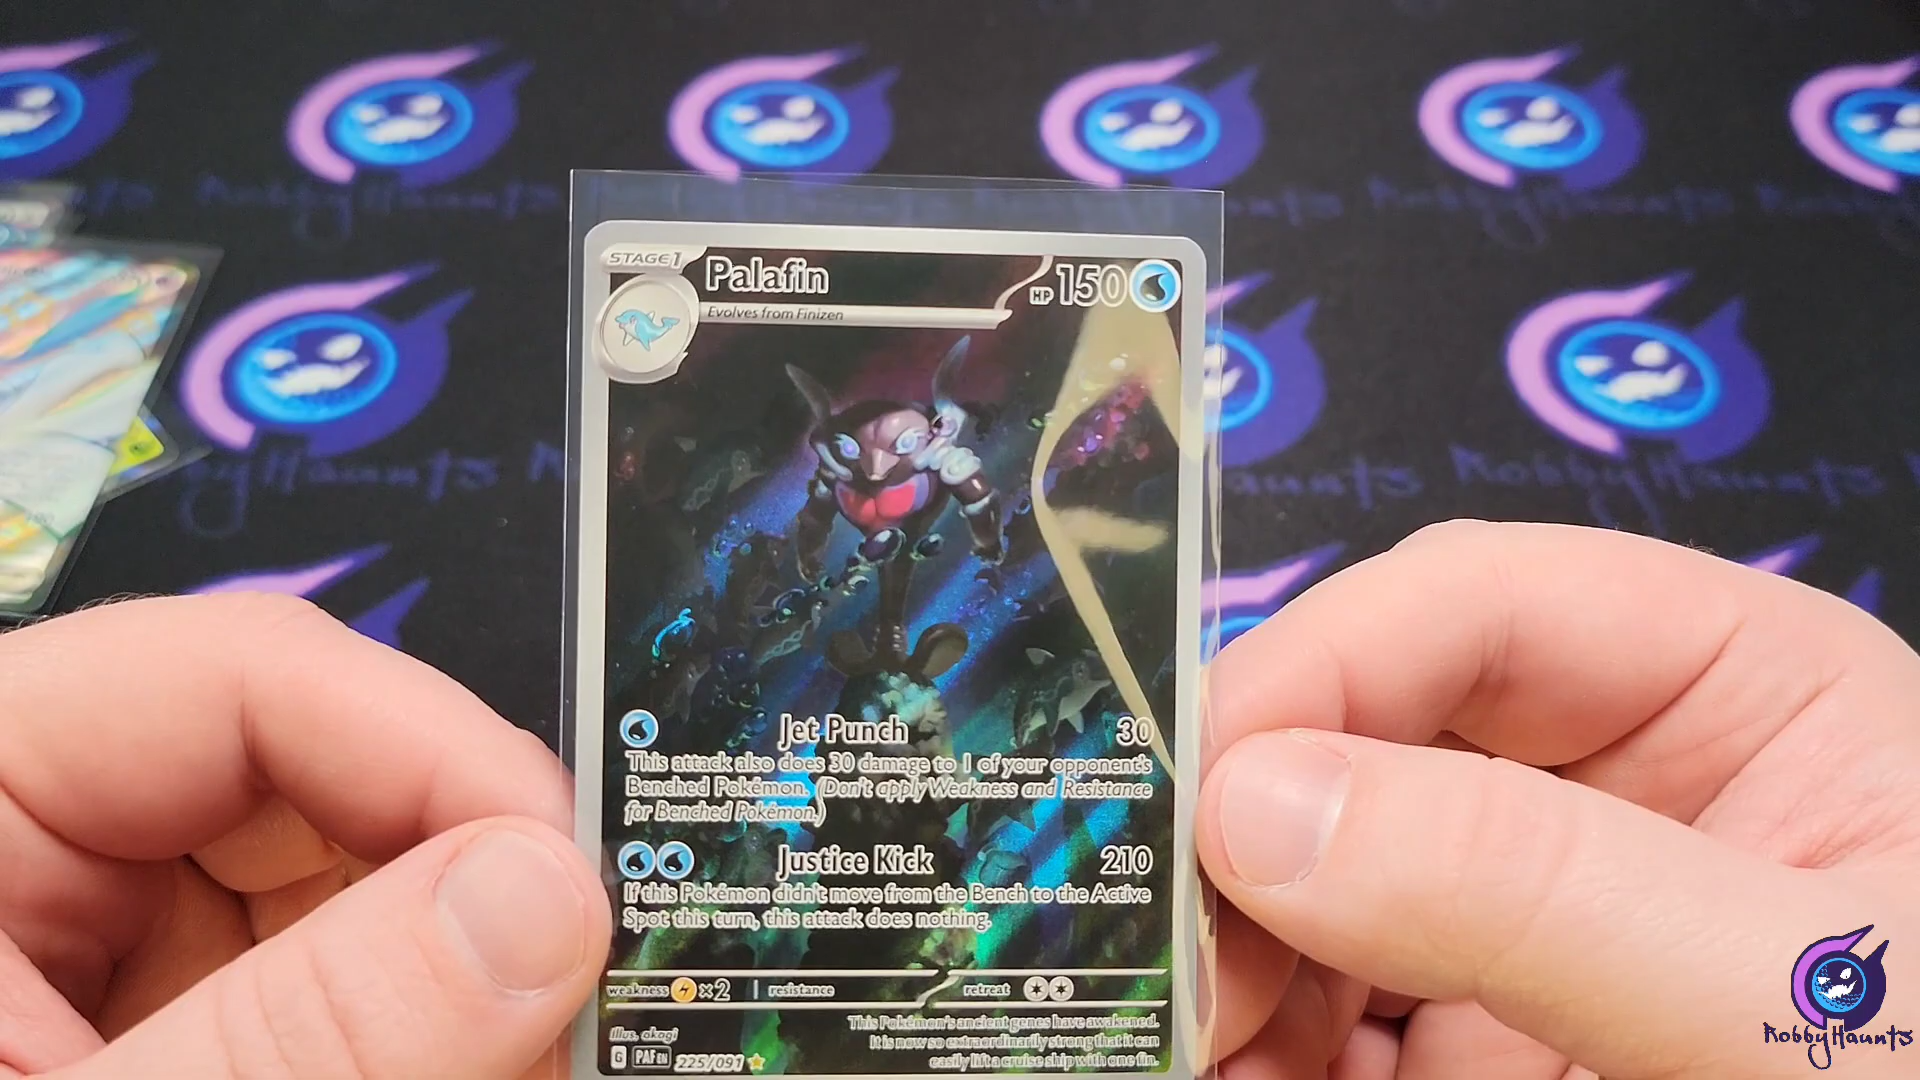 STAGE 1
Palafin
HP 150
Evolves from Finizen
Jet Punch 30
This attack also does 30 damage to 1 of your opponent's
Benched Pokémon. (Don't apply Weakness and Resistance
for Benched Pokémon.)
Justice Kick 210
If this Pokémon didn't move from the Bench to the Active
Spot this turn, this attack does nothing.
weakness ×2 resistance retreat
Illus. akagi
This Pokémon's ancient genes have awakened.
It is now so extraordinarily strong that it can
easily lift a cruise ship with one fin.
G PAF EN 225/091
RobbyHaunts
RobbyHaunts
RobbyHaunts
RobbyHaunts